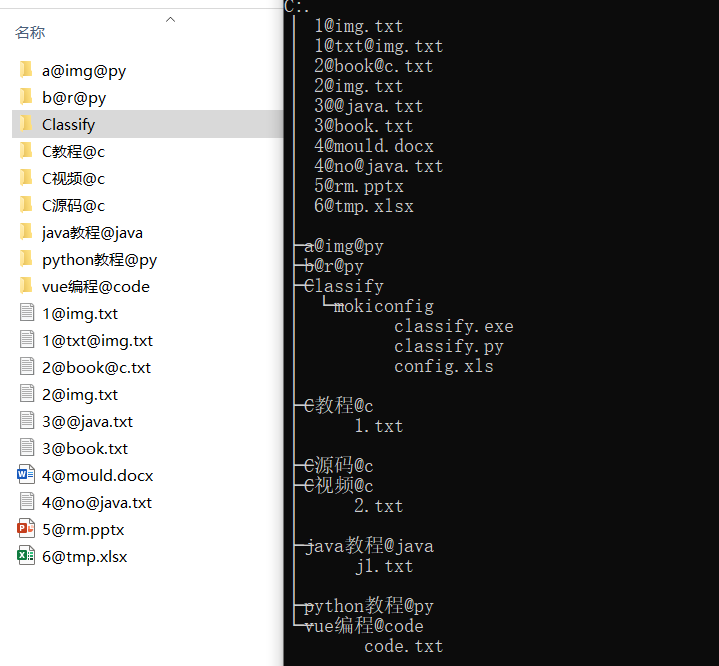 名称
a@img@py
b@r@py
Classify
C教程@c
C视频@c
C源码@c
java教程@java
python教程@py
vue编程@code
1@img.txt
1@txt@img.txt
2@book@c.txt
2@img.txt
3@@java.txt
3@book.txt
4@mould.docx
4@no@java.txt
5@rm.pptx
6@tmp.xlsx
C:.
1@img.txt
1@txt@img.txt
2@book@c.txt
2@img.txt
3@@java.txt
3@book.txt
4@mould.docx
4@no@java.txt
5@rm.pptx
6@tmp.xlsx
a@img@py
b@r@py
Classify
mokiconfig
classify.exe
classify.py
config.xls
C教程@c
1.txt
C源码@c
C视频@c
2.txt
java教程@java
jl.txt
python教程@py
vue编程@code
code.txt